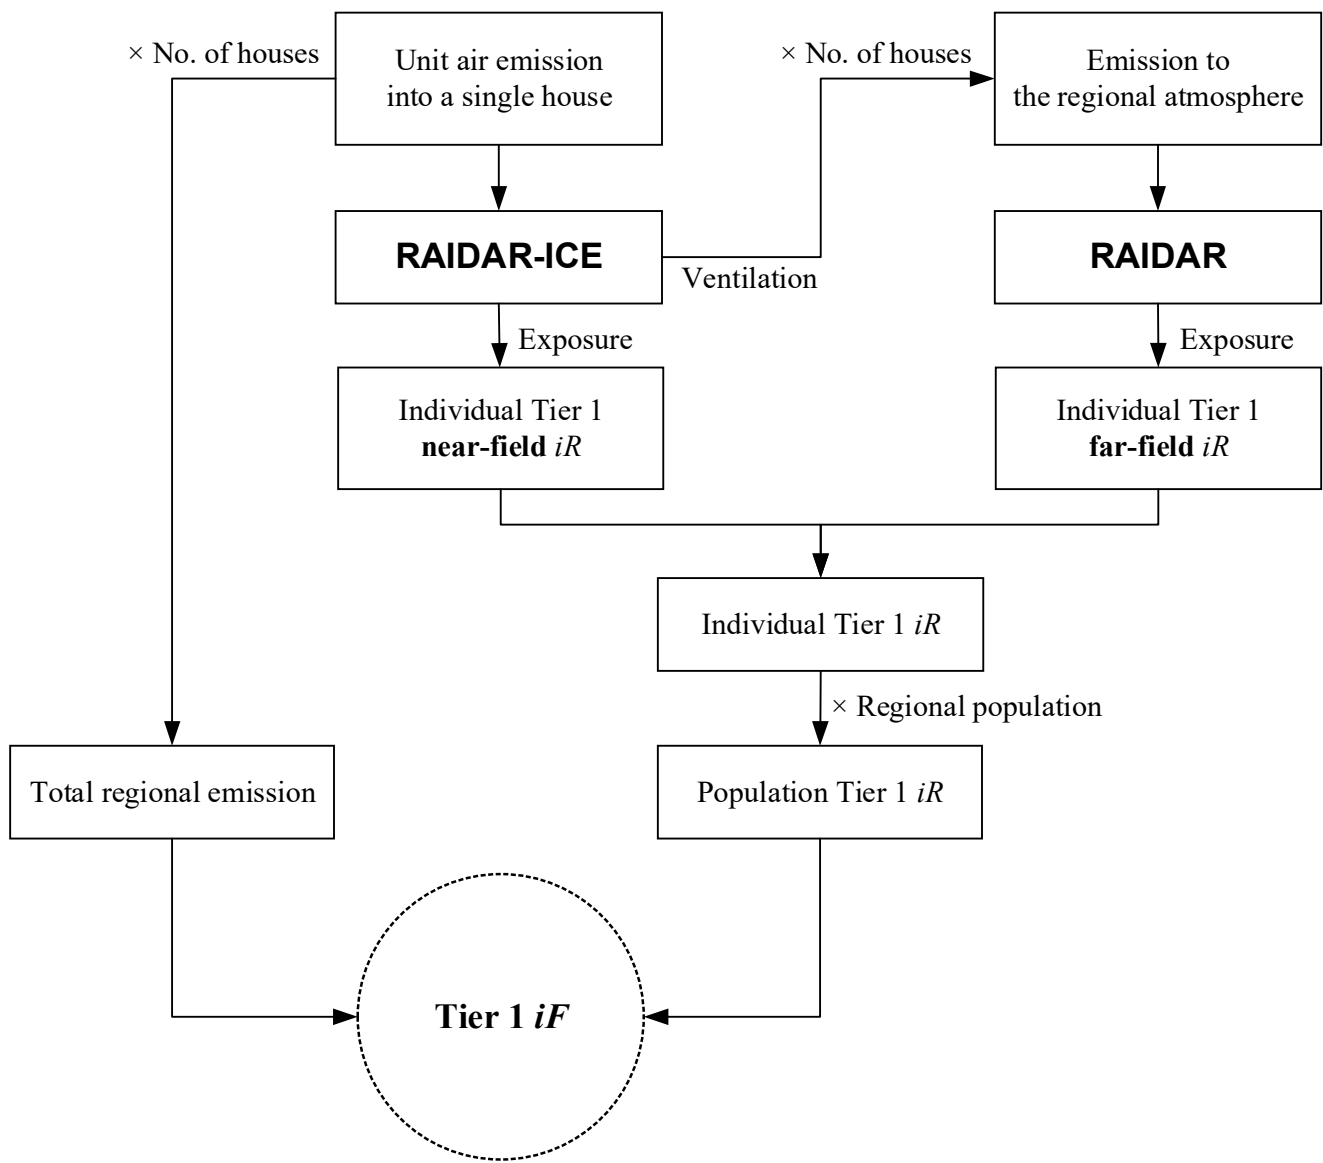 × No. of houses
Unit air emission
into a single house
× No. of houses
Emission to
the regional atmosphere
RAIDAR-ICE
Ventilation
RAIDAR
Exposure
Exposure
Individual Tier 1
near-field iR
Individual Tier 1
far-field iR
Individual Tier 1 iR
× Regional population
Total regional emission
Population Tier 1 iR
Tier 1 iF